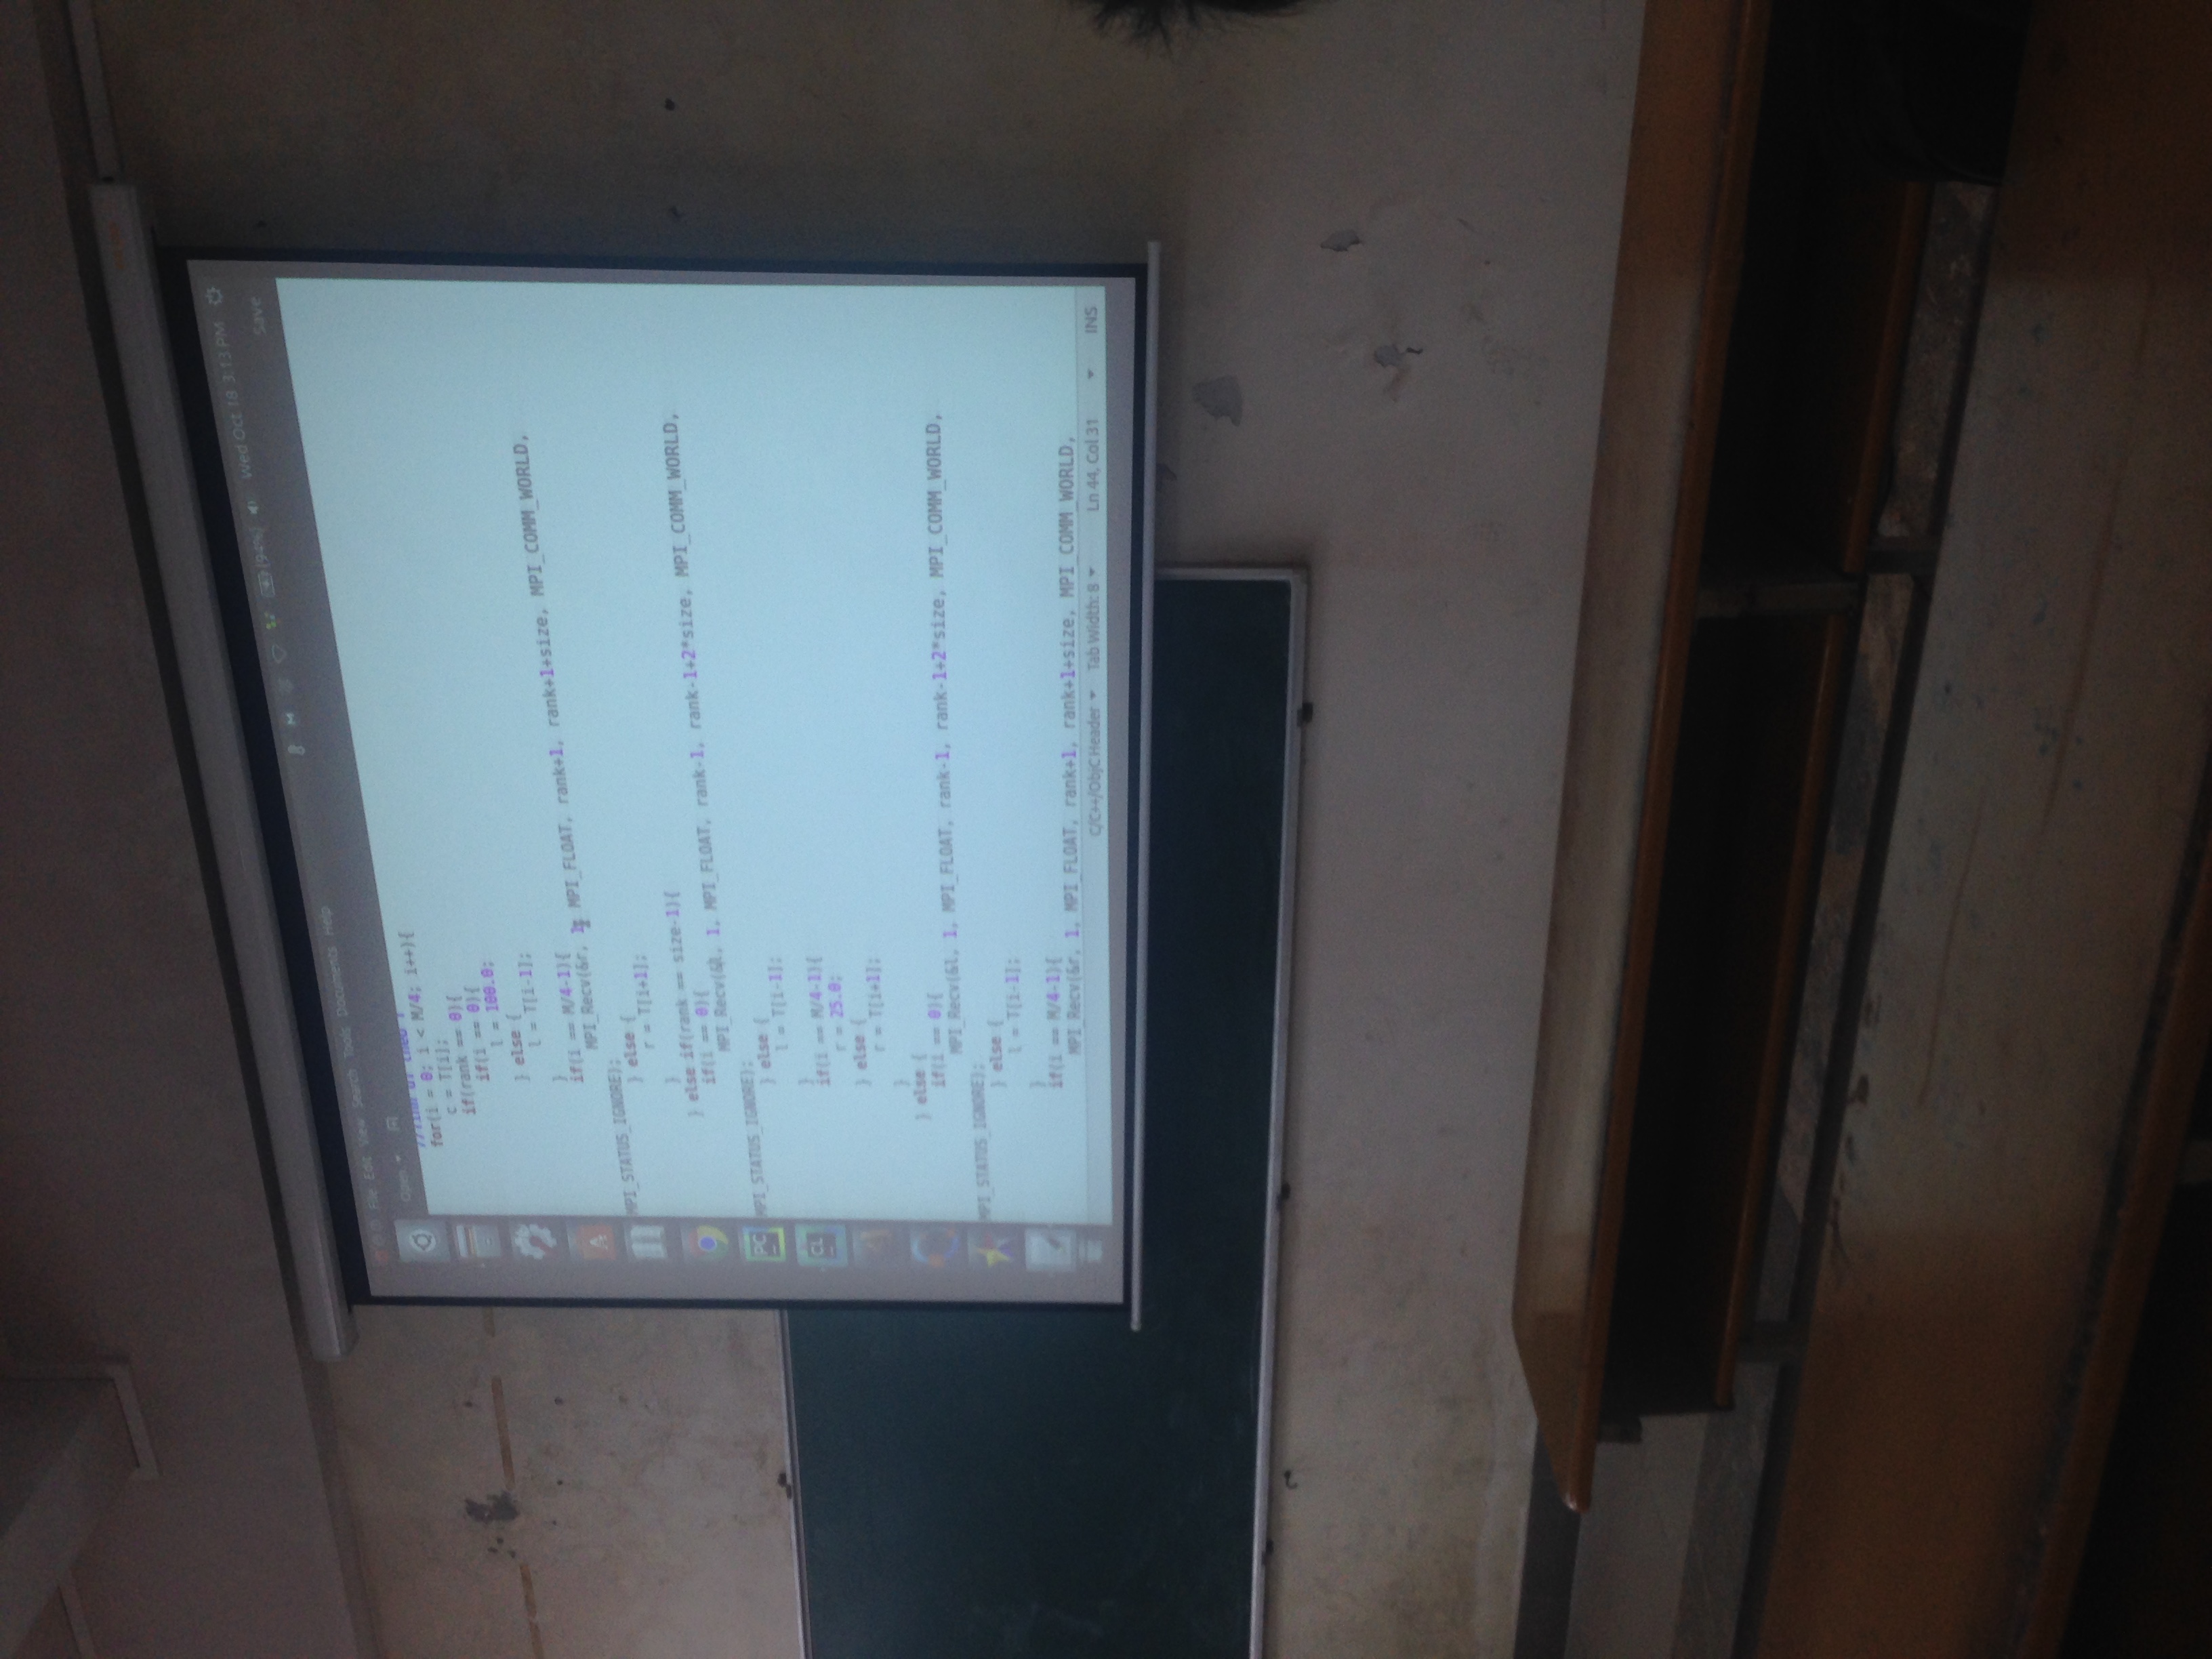 Wed Oct 18 3:13 PM
(94%)
File Edit View Search Tools Documents Help
Save
Open
for(i = 0; i < M/4; i++){
c = T[i];
if(rank == 0){
if(i == 0){
l = 100.0;
} else {
l = T[i-1];
}
if(i == M/4-1){
MPI_Recv(&r, 1, MPI_FLOAT, rank+1, rank+1+size, MPI_COMM_WORLD,
MPI_STATUS_IGNORE);
} else {
r = T[i+1];
}
} else if(rank == size-1){
if(i == 0){
MPI_Recv(&l, 1, MPI_FLOAT, rank-1, rank-1+2*size, MPI_COMM_WORLD,
MPI_STATUS_IGNORE);
} else {
l = T[i-1];
}
if(i == M/4-1){
r = 25.0;
} else {
r = T[i+1];
}
} else {
if(i == 0){
MPI_Recv(&l, 1, MPI_FLOAT, rank-1, rank-1+2*size, MPI_COMM_WORLD,
MPI_STATUS_IGNORE);
} else {
l = T[i-1];
}
if(i == M/4-1){
MPI_Recv(&r, 1, MPI_FLOAT, rank+1, rank+1+size, MPI_COMM_WORLD,
C/C++/ObjC Header Tab Width: 8 Ln 44, Col 31 INS
A
PC
CL